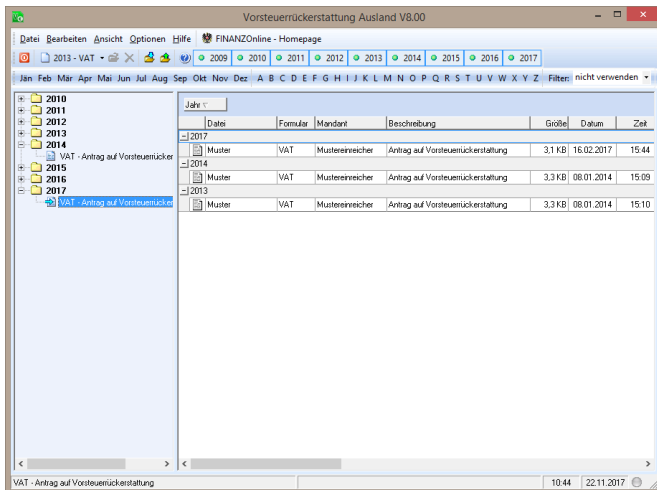 Vorsteuerrückerstattung Ausland V8.00
Datei Bearbeiten Ansicht Optionen Hilfe FINANZOnline - Homepage
2013 - VAT 2009 2010 2011 2012 2013 2014 2015 2016 2017
Jän Feb Mär Apr Mai Jun Jul Aug Sep Okt Nov Dez A B C D E F G H I J K L M N O P Q R S T U V W X Y Z Filter: nicht verwenden
2010
2011
2012
2013
2014
VAT - Antrag auf Vorsteuerrücker
2015
2016
2017
VAT - Antrag auf Vorsteuerrücker
Jahr
Datei Formular Mandant Beschreibung Größe Datum Zeit
2017
Muster VAT Mustereinreicher Antrag auf Vorsteuerrückerstattung 3,1 KB 16.02.2017 15:44
2014
Muster VAT Mustereinreicher Antrag auf Vorsteuerrückerstattung 3,3 KB 08.01.2014 15:09
2013
Muster VAT Mustereinreicher Antrag auf Vorsteuerrückerstattung 3,3 KB 08.01.2014 15:10
VAT - Antrag auf Vorsteuerrückerstattung 10:44 22.11.2017